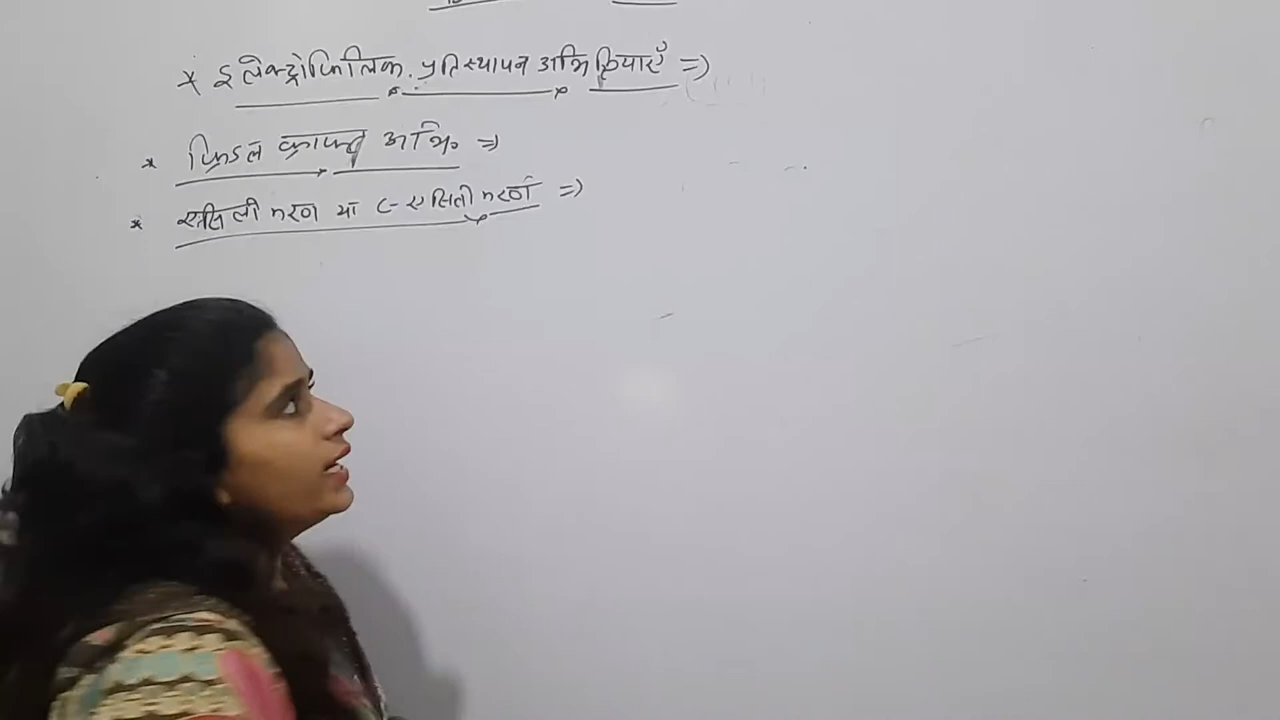 * इलेक्ट्रोफिलिक प्रतिस्थापन अभिक्रियाएँ =>
* फ्रिडल क्राफ्ट अभि० =>
* एसिलीकरण या C-एसिलीकरण =>